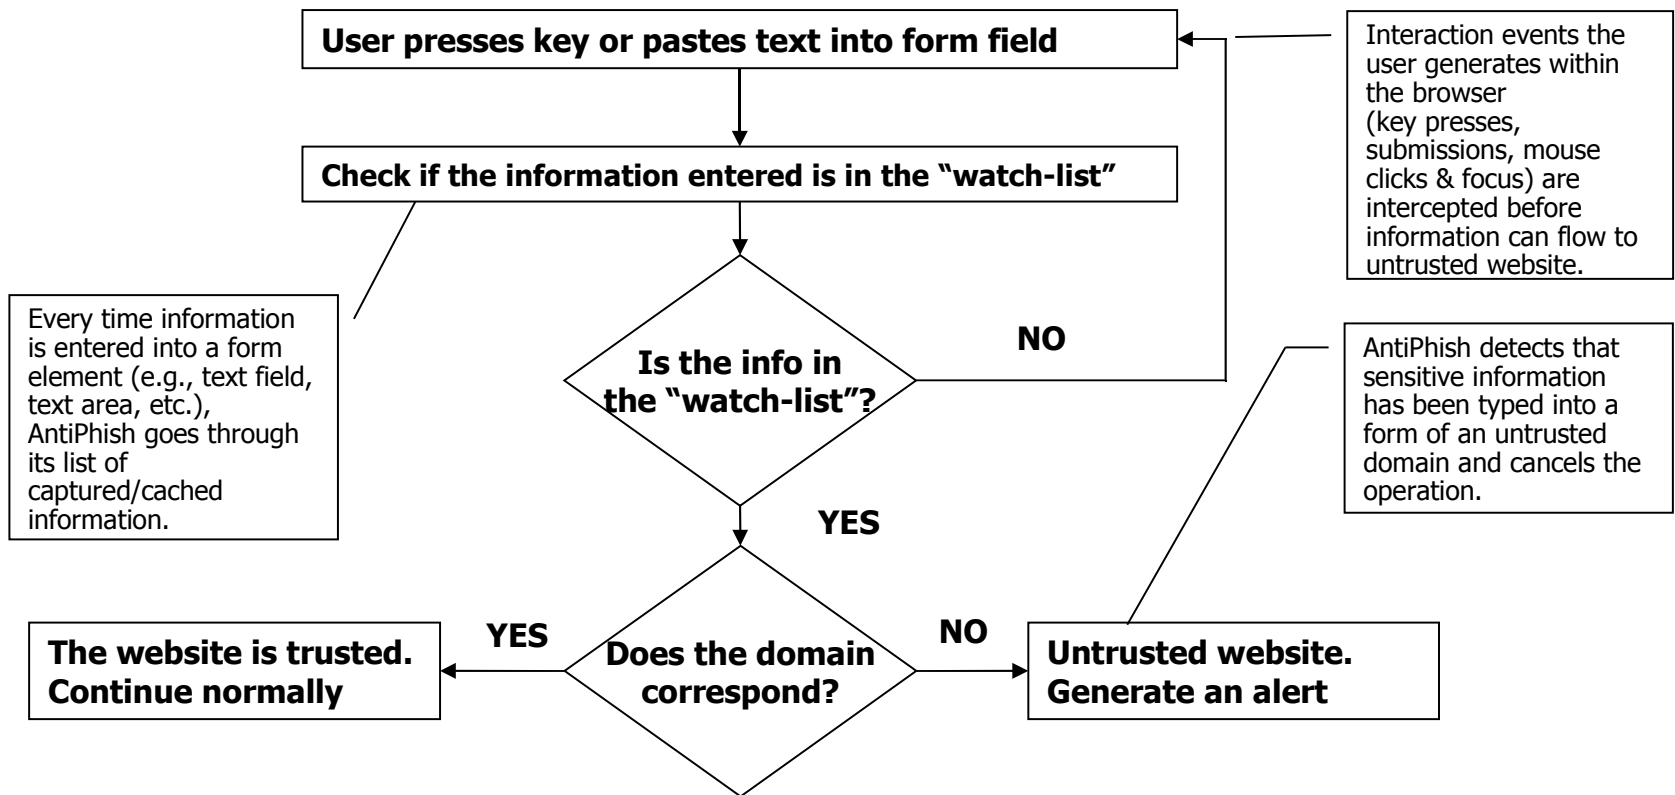 User presses key or pastes text into form field
Interaction events the
user generates within
the browser
(key presses,
submissions, mouse
clicks & focus) are
intercepted before
information can flow to
untrusted website.
Check if the information entered is in the “watch-list”
Every time information
is entered into a form
element (e.g., text field,
text area, etc.),
AntiPhish goes through
its list of
captured/cached
information.
Is the info in
the “watch-list”?
NO
YES
AntiPhish detects that
sensitive information
has been typed into a
form of an untrusted
domain and cancels the
operation.
Does the domain
correspond?
YES
NO
The website is trusted.
Continue normally
Untrusted website.
Generate an alert